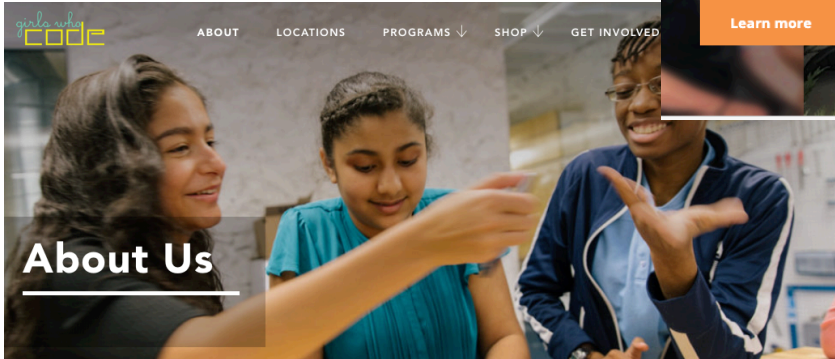 girls who
CODE
ABOUT LOCATIONS PROGRAMS SHOP GET INVOLVED
Learn more
About Us